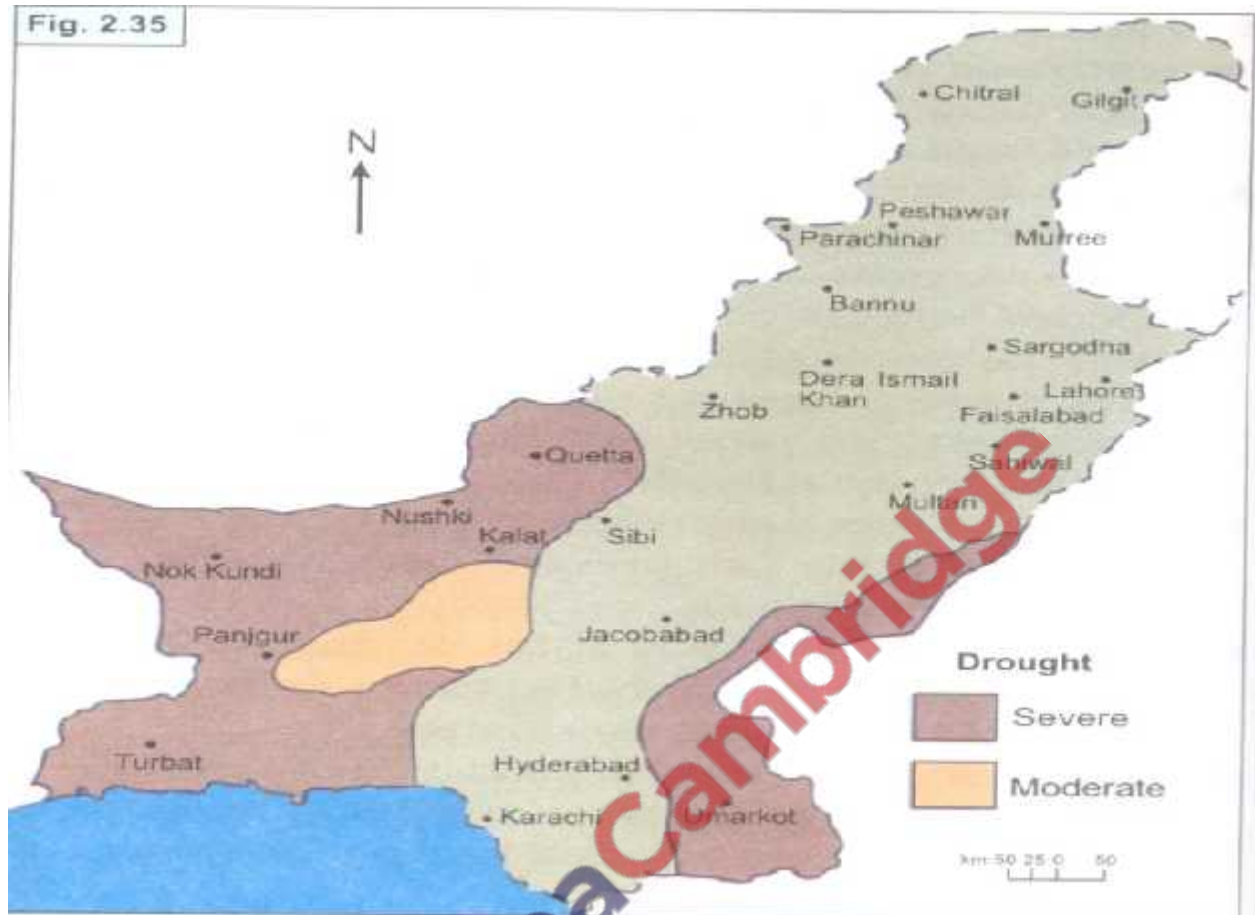 Fig. 2.35
N
Chitral
Gilgit
Peshawar
Parachinar
Murree
Bannu
Sargodha
Dera Ismail
Khan
Lahore
Zhob
Faisalabad
Quetta
Sahiwal
Multan
Nushki
Kalat
Sibi
Nok Kundi
Panjgur
Jacobabad
Drought
Severe
Moderate
Turbat
Hyderabad
Karachi
Umarkot
km 50 25 0 50
aCambridge